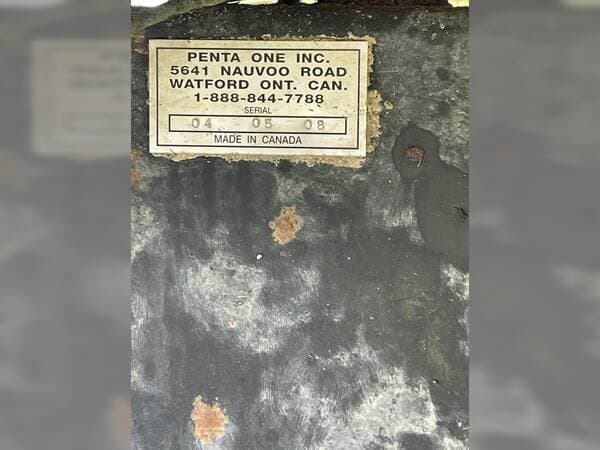 PENTA ONE INC.
5641 NAUVOO ROAD
WATFORD ONT. CAN.
1-888-844-7788
SERIAL
04 - 05 08
MADE IN CANADA